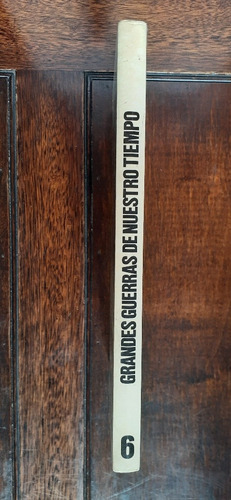 GRANDES GUERRAS DE NUESTRO TIEMPO
6